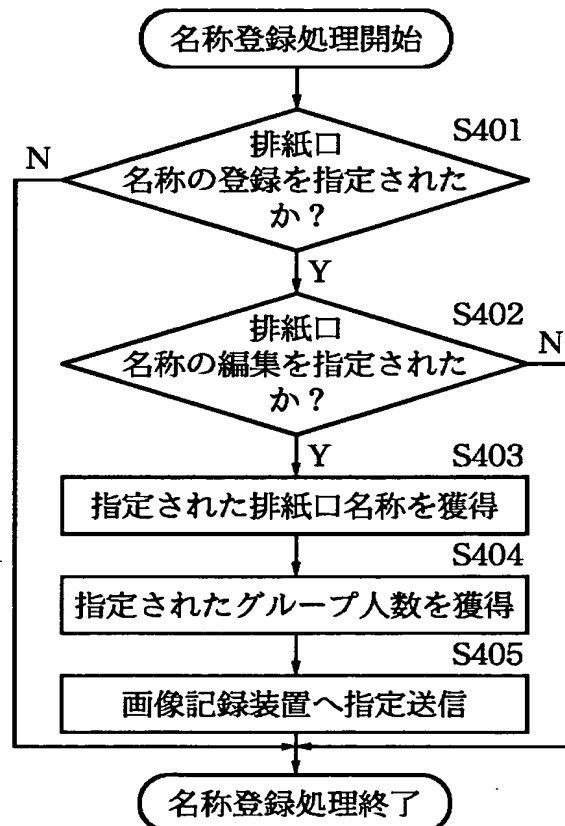 名称登録処理開始
S401
N
排紙口
名称の登録を指定された
か?
Y
S402
N
排紙口
名称の編集を指定された
か?
Y
S403
指定された排紙口名称を獲得
S404
指定されたグループ人数を獲得
S405
画像記録装置へ指定送信
名称登録処理終了